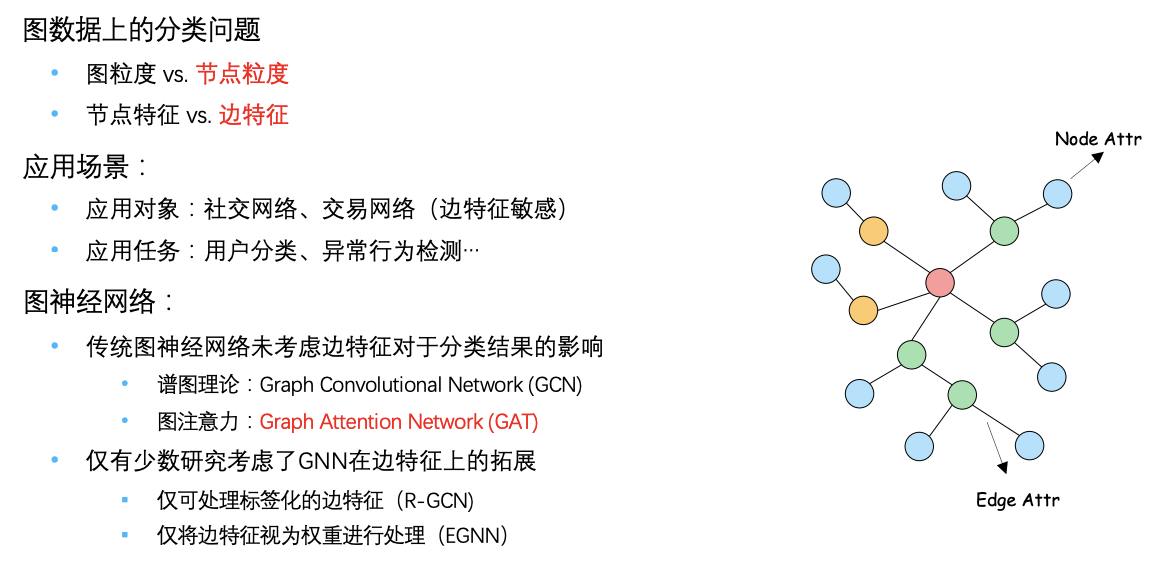 图数据上的分类问题
图粒度 vs. 节点粒度
节点特征 vs. 边特征
应用场景：
应用对象：社交网络、交易网络（边特征敏感）
应用任务：用户分类、异常行为检测…
图神经网络：
传统图神经网络未考虑边特征对于分类结果的影响
谱图理论：Graph Convolutional Network (GCN)
图注意力：Graph Attention Network (GAT)
仅有少数研究考虑了GNN在边特征上的拓展
仅可处理标签化的边特征（R-GCN)
仅将边特征视为权重进行处理（EGNN）
Node Attr
Edge Attr